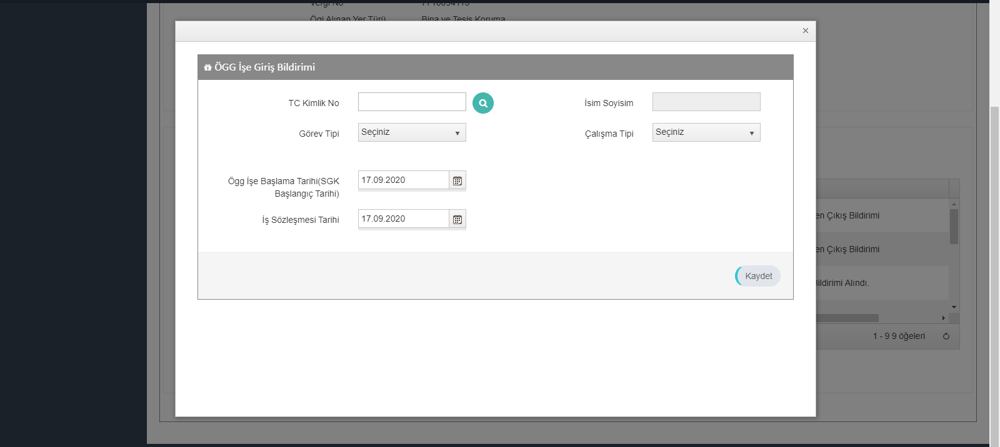 Vergi No
Ögi Alınan Yer Türü Bina ve Tesis Koruma
×
ÖGG İşe Giriş Bildirimi
TC Kimlik No
İsim Soyisim
Görev Tipi Seçiniz
Çalışma Tipi Seçiniz
Ögg İşe Başlama Tarihi(SGK
Başlangıç Tarihi)
17.09.2020
İş Sözleşmesi Tarihi 17.09.2020
Kaydet
en Çıkış Bildirimi
en Çıkış Bildirimi
Bildirimi Alındı.
1 - 9 9 öğeleri